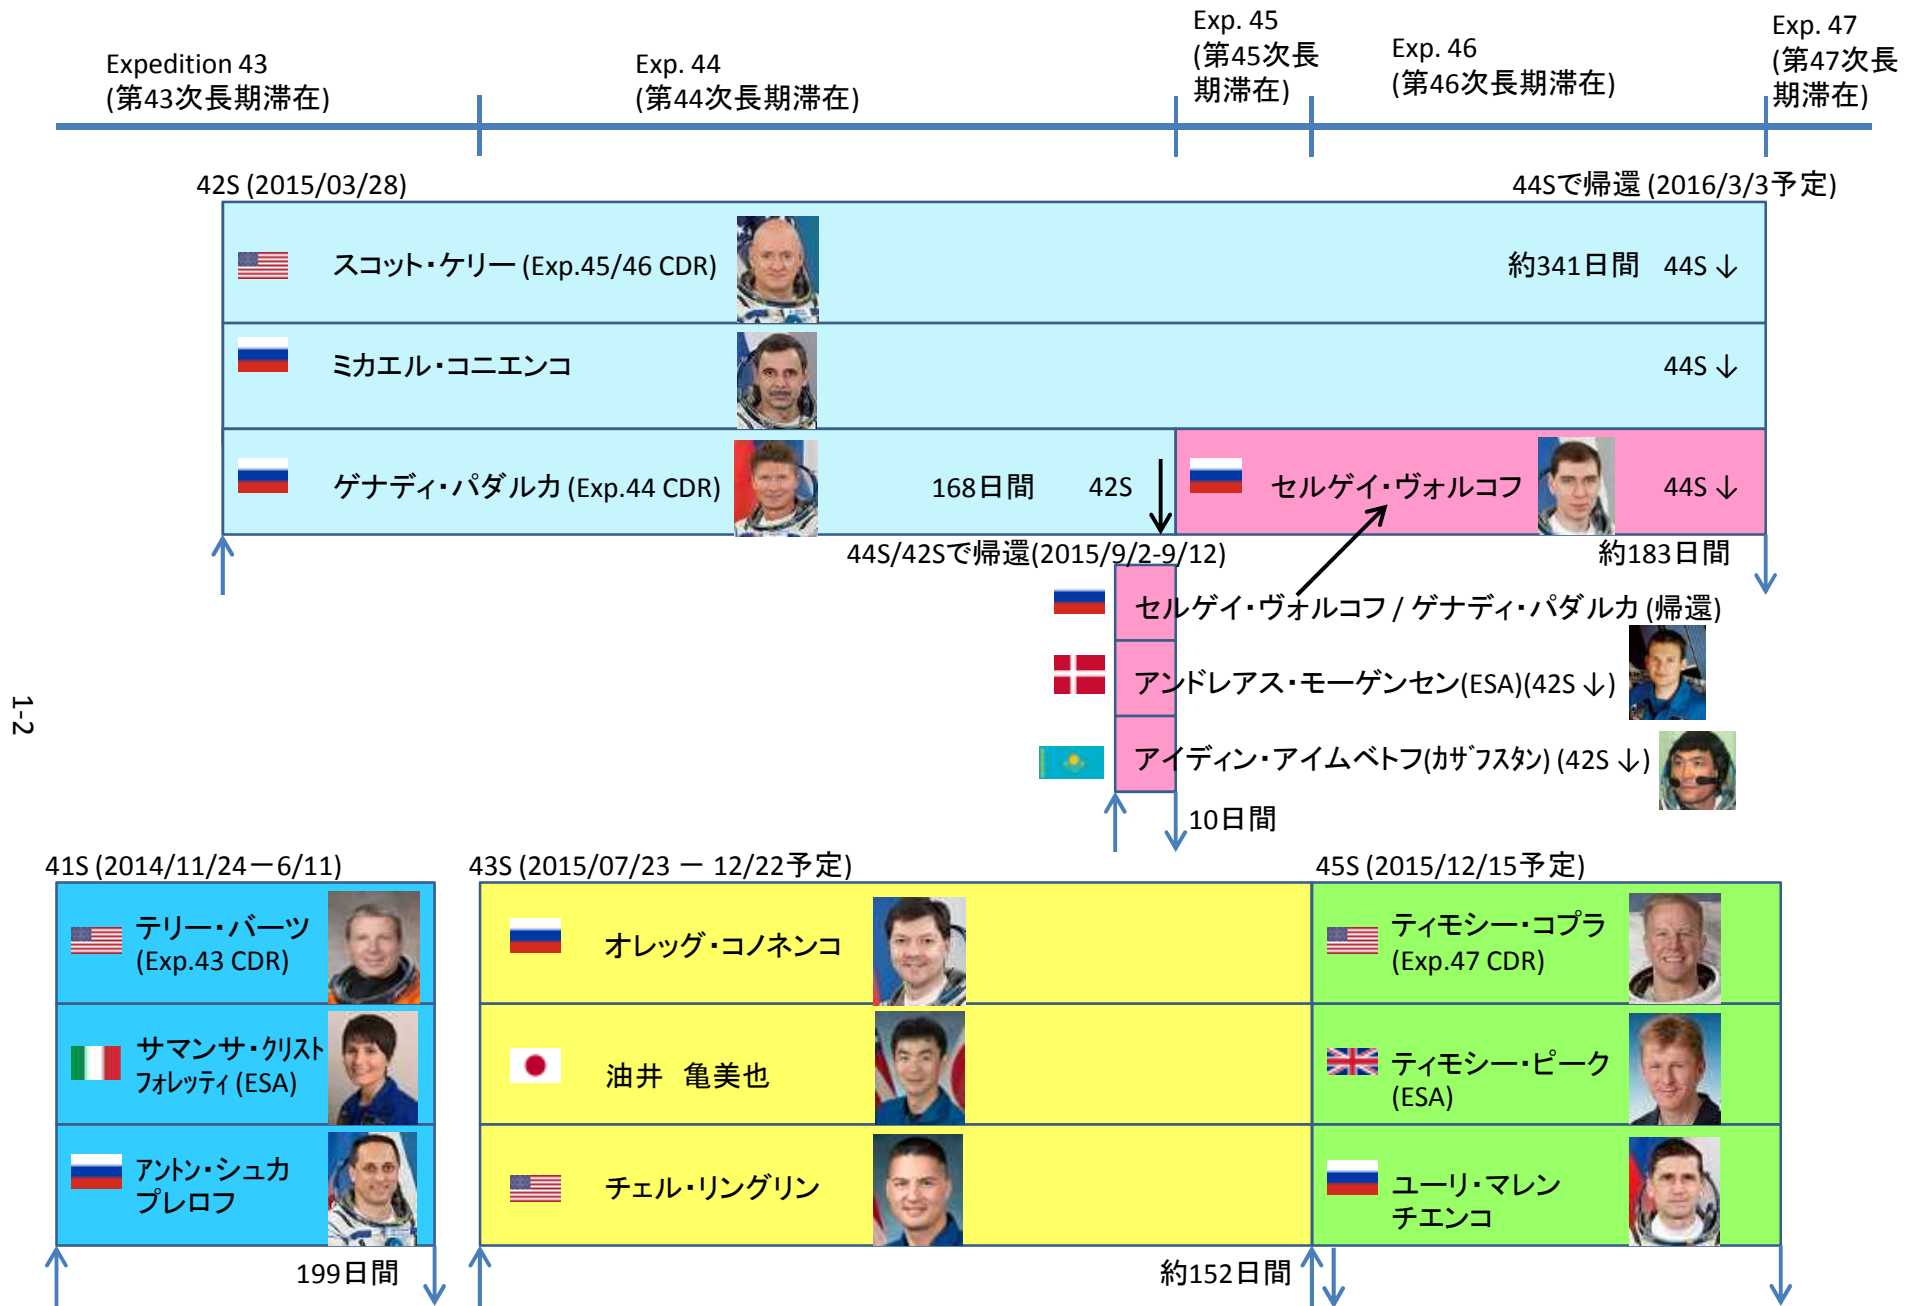 Expedition 43
(第43次長期滞在)
Exp. 44
(第44次長期滞在)
Exp. 45
(第45次長
期滞在)
Exp. 46
(第46次長期滞在)
Exp. 47
(第47次長
期滞在)
42S (2015/03/28)
44Sで帰還 (2016/3/3予定)
スコット・ケリー (Exp.45/46 CDR)
約341日間 44S ↓
ミカエル・コニエンコ
44S ↓
ゲナディ・パダルカ (Exp.44 CDR)
168日間 42S
セルゲイ・ヴォルコフ
44S ↓
44S/42Sで帰還(2015/9/2-9/12)
約183日間
セルゲイ・ヴォルコフ / ゲナディ・パダルカ (帰還)
アンドレアス・モーゲンセン(ESA)(42S ↓)
アイディン・アイムベトフ(ｶｻﾞﾌｽﾀﾝ) (42S ↓)
10日間
1-2
41S (2014/11/24－6/11)
テリー・バーツ
(Exp.43 CDR)
サマンサ・クリスト
フォレッティ (ESA)
アントン・シュカ
プレロフ
199日間
43S (2015/07/23 － 12/22予定)
オレッグ・コノネンコ
油井　亀美也
チェル・リングリン
約152日間
45S (2015/12/15予定)
ティモシー・コプラ
(Exp.47 CDR)
ティモシー・ピーク
(ESA)
ユーリ・マレン
チエンコ